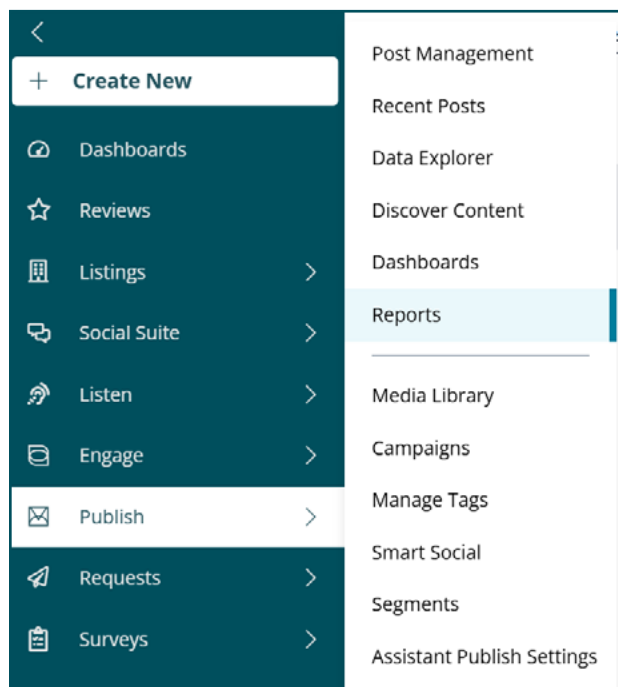 Create New
Dashboards
Reviews
Listings
Social Suite
Listen
Engage
Publish
Requests
Surveys
Post Management
Recent Posts
Data Explorer
Discover Content
Dashboards
Reports
Media Library
Campaigns
Manage Tags
Smart Social
Segments
Assistant Publish Settings